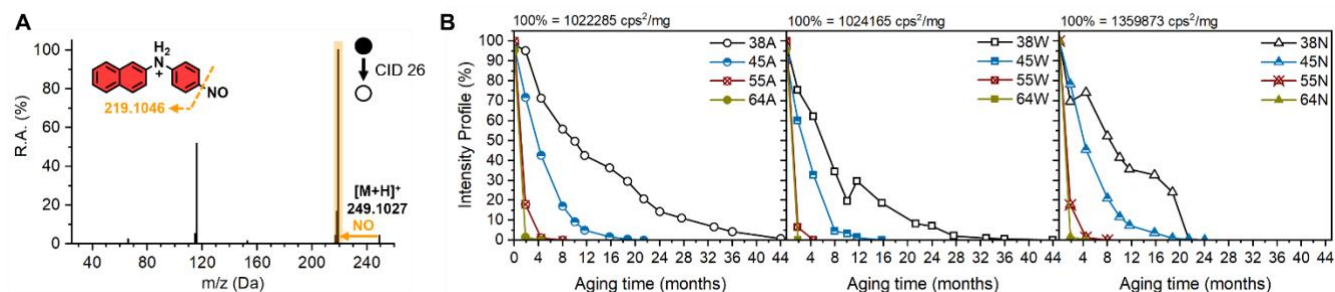 A
B
100% = 1022285 cps²/mg
100% = 1024165 cps²/mg
100% = 1359873 cps²/mg
H₂
N
+
NO
219.1046
CID 26
[M+H]⁺
249.1027
NO
R.A. (%)
100
80
60
40
20
0
40 80 120 160 200 240
m/z (Da)
Intensity Profile (%)
100
90
80
70
60
50
40
30
20
10
0
38A
45A
55A
64A
38W
45W
55W
64W
38N
45N
55N
64N
0 4 8 12 16 20 24 28 32 36 40 44
4 8 12 16 20 24 28 32 36 40 44
4 8 12 16 20 24 28 32 36 40 44
Aging time (months)
Aging time (months)
Aging time (months)